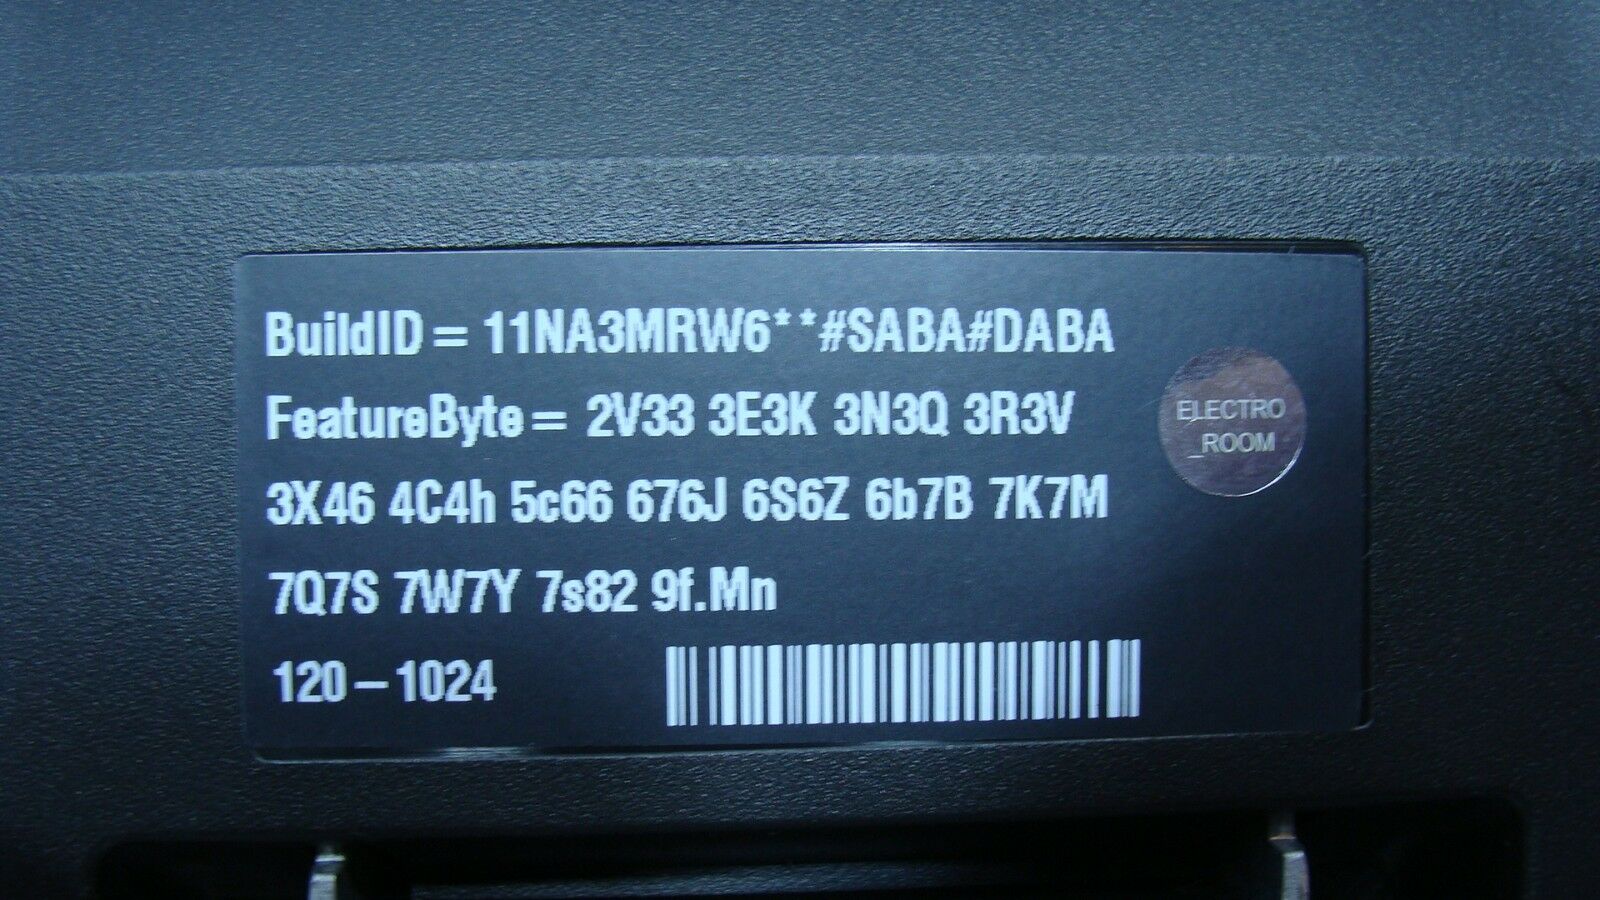 BuildID = 11NA3MRW6**#SABA#DABA
FeatureByte = 2V33 3E3K 3N3Q 3R3V
3X46 4C4h 5c66 676J 6S6Z 6b7B 7K7M
7Q7S 7W7Y 7s82 9f.Mn
120-1024
ELECTRO
_ROOM